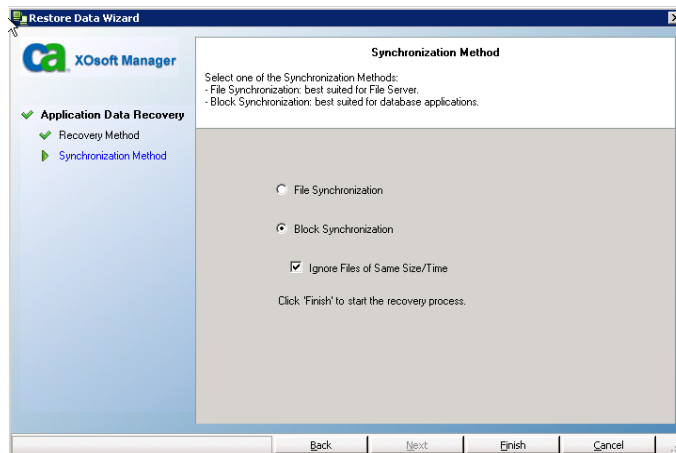 Restore Data Wizard
ca XOsoft Manager
Application Data Recovery
Recovery Method
Synchronization Method
Synchronization Method
Select one of the Synchronization Methods:
- File Synchronization: best suited for File Server.
- Block Synchronization: best suited for database applications.
File Synchronization
Block Synchronization
Ignore Files of Same Size/Time
Click 'Finish' to start the recovery process.
Back
Next
Finish
Cancel